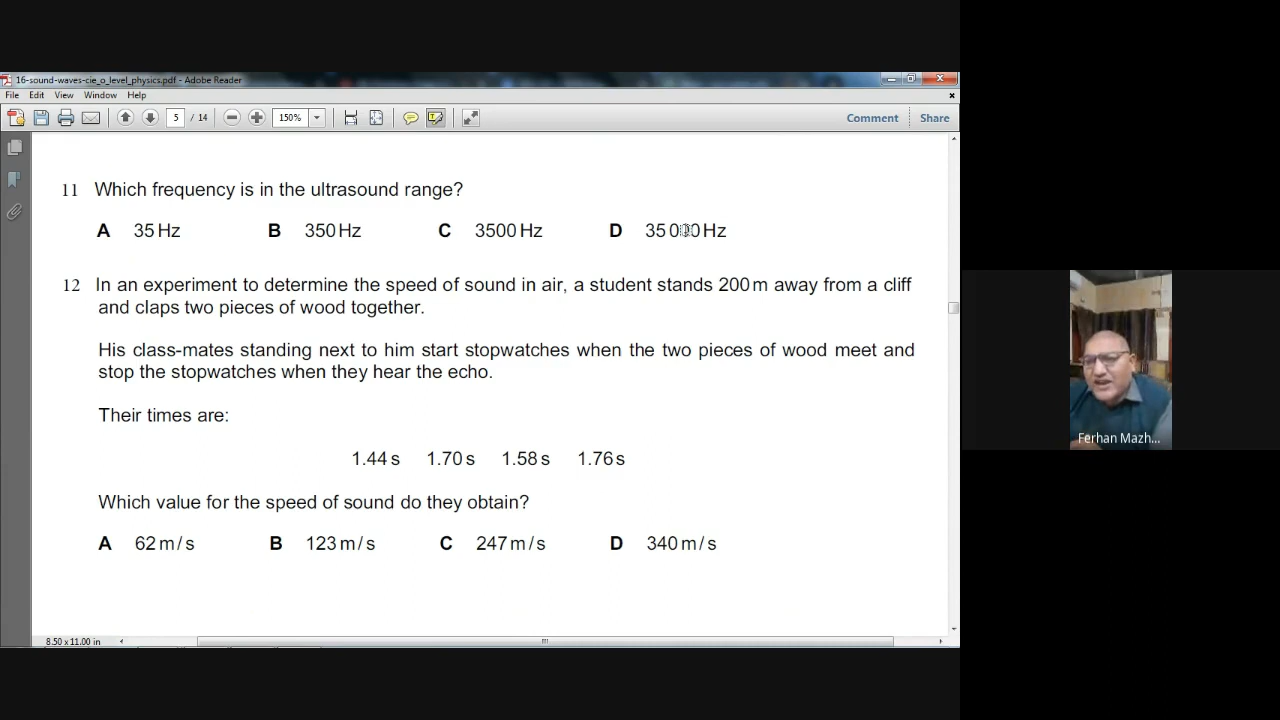 16-sound-waves-cie_o_level_physics.pdf - Adobe Reader
File Edit View Window Help
5 / 14 150% Comment Share
11 Which frequency is in the ultrasound range?
A 35 Hz B 350 Hz C 3500 Hz D 35 000 Hz
12 In an experiment to determine the speed of sound in air, a student stands 200 m away from a cliff
and claps two pieces of wood together.
His class-mates standing next to him start stopwatches when the two pieces of wood meet and
stop the stopwatches when they hear the echo.
Their times are:
1.44 s 1.70 s 1.58 s 1.76 s
Which value for the speed of sound do they obtain?
A 62 m / s B 123 m / s C 247 m / s D 340 m / s
8.50 x 11.00 in
Ferhan Mazh...